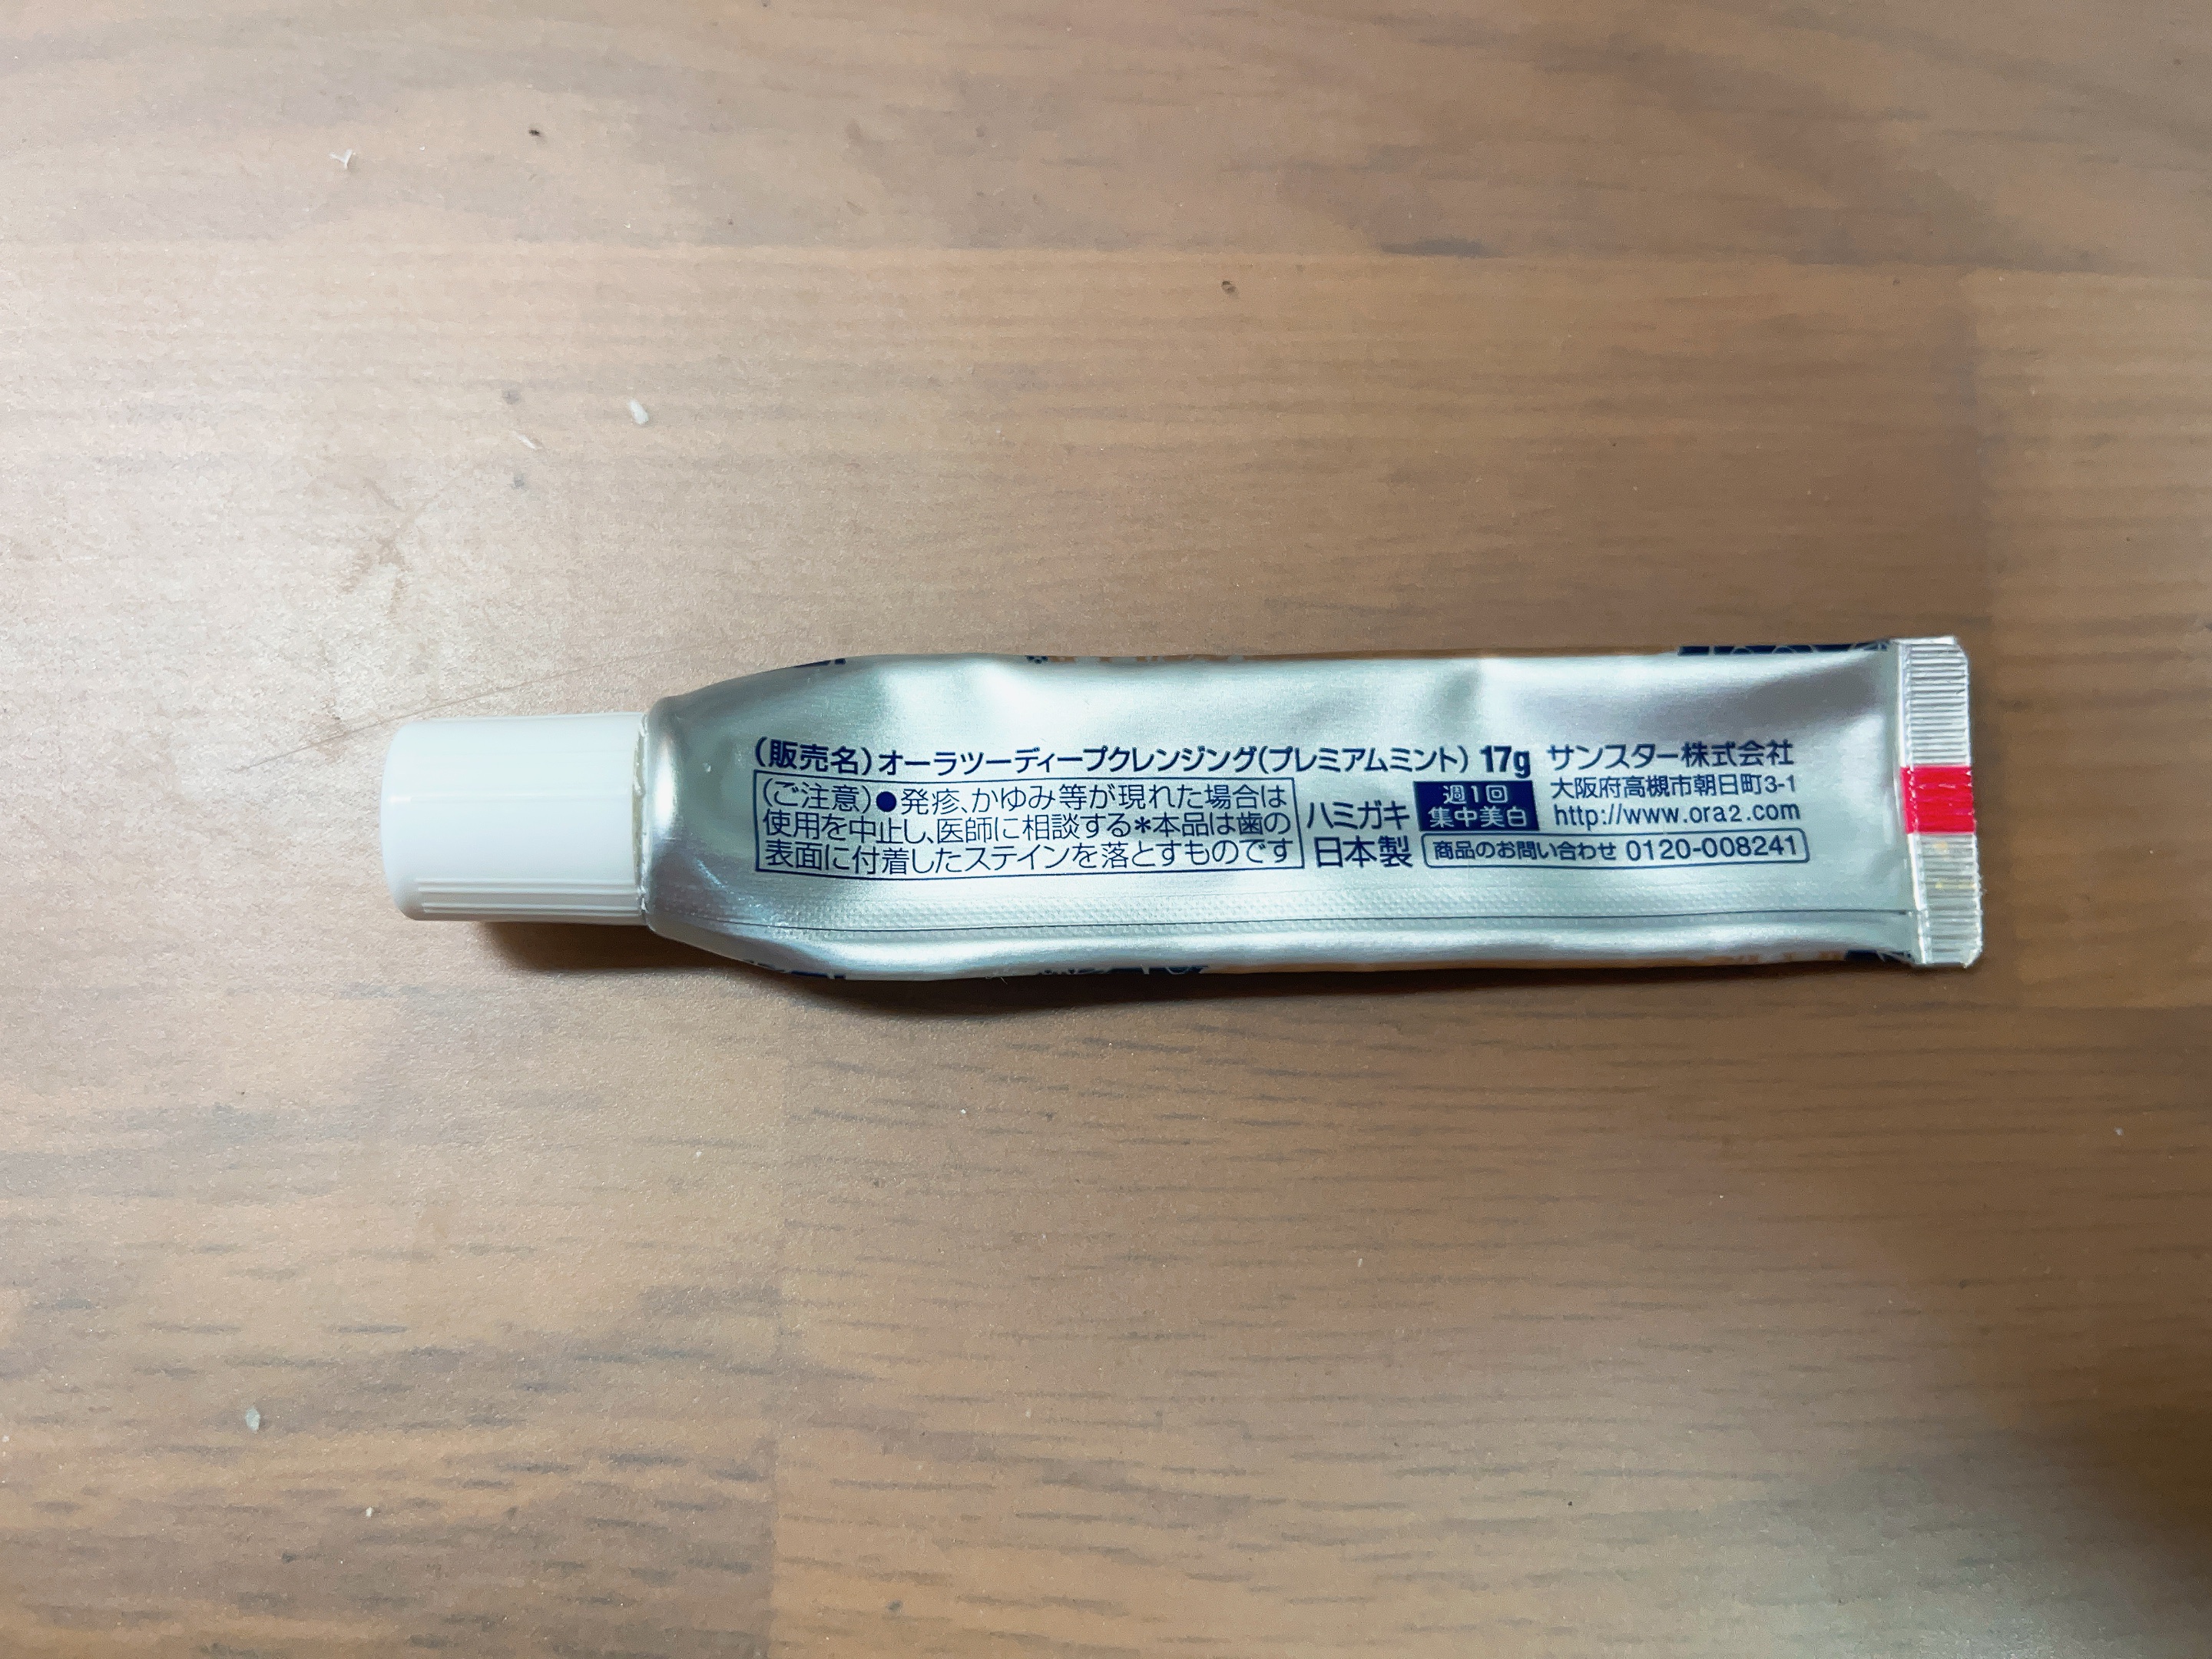 (販売名)オーラツーディープクレンジング(プレミアムミント) 17g
(ご注意)●発疹、かゆみ等が現れた場合は
使用を中止し、医師に相談する*本品は歯の
表面に付着したステインを落とすものです
ハミガキ
日本製
週1回
集中美白
サンスター株式会社
大阪府高槻市朝日町3-1
http://www.ora2.com
商品のお問い合わせ 0120-008241